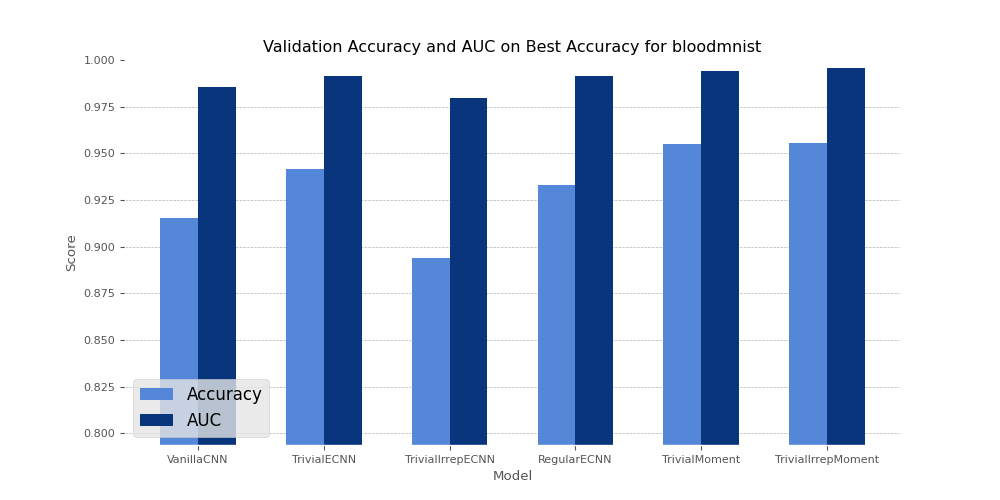 Validation Accuracy and AUC on Best Accuracy for bloodmnist
1.000
0.975
0.950
0.925
0.900
0.875
0.850
0.825
0.800
Score
Accuracy
AUC
VanillaCNN
TrivialECNN
TrivialIrrepECNN
RegularECNN
TrivialMoment
TrivialIrrepMoment
Model